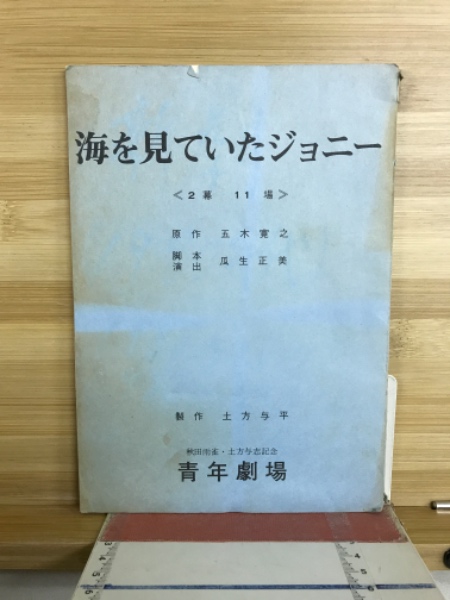 海を見ていたジョニー
<2幕 11場>
原作 五木寛之
脚本
演出 瓜生正美
製作 土方与平
秋田雨雀・土方与志記念
青年劇場